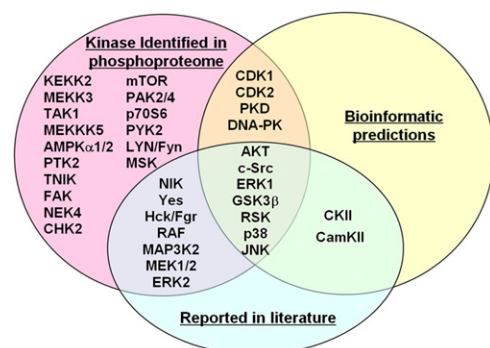 Kinase Identified in
phosphoproteome
KEKK2
MEKK3
TAK1
MEKKK5
AMPKα1/2
PTK2
TNIK
FAK
NEK4
CHK2
mTOR
PAK2/4
p70S6
PYK2
LYN/Fyn
MSK
CDK1
CDK2
PKD
DNA-PK
Bioinformatic
predictions
AKT
c-Src
ERK1
GSK3β
RSK
p38
JNK
NIK
Yes
Hck/Fgr
RAF
MAP3K2
MEK1/2
ERK2
CKII
CamKII
Reported in literature